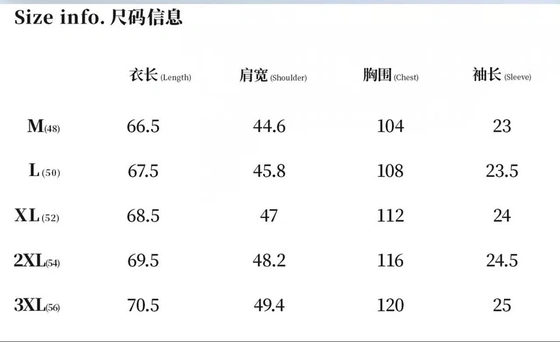 Size info. 尺码信息
衣长 (Length) 肩宽 (Shoulder) 胸围 (Chest) 袖长 (Sleeve)
M(48) 66.5 44.6 104 23
L(50) 67.5 45.8 108 23.5
XL(52) 68.5 47 112 24
2XL(54) 69.5 48.2 116 24.5
3XL(56) 70.5 49.4 120 25